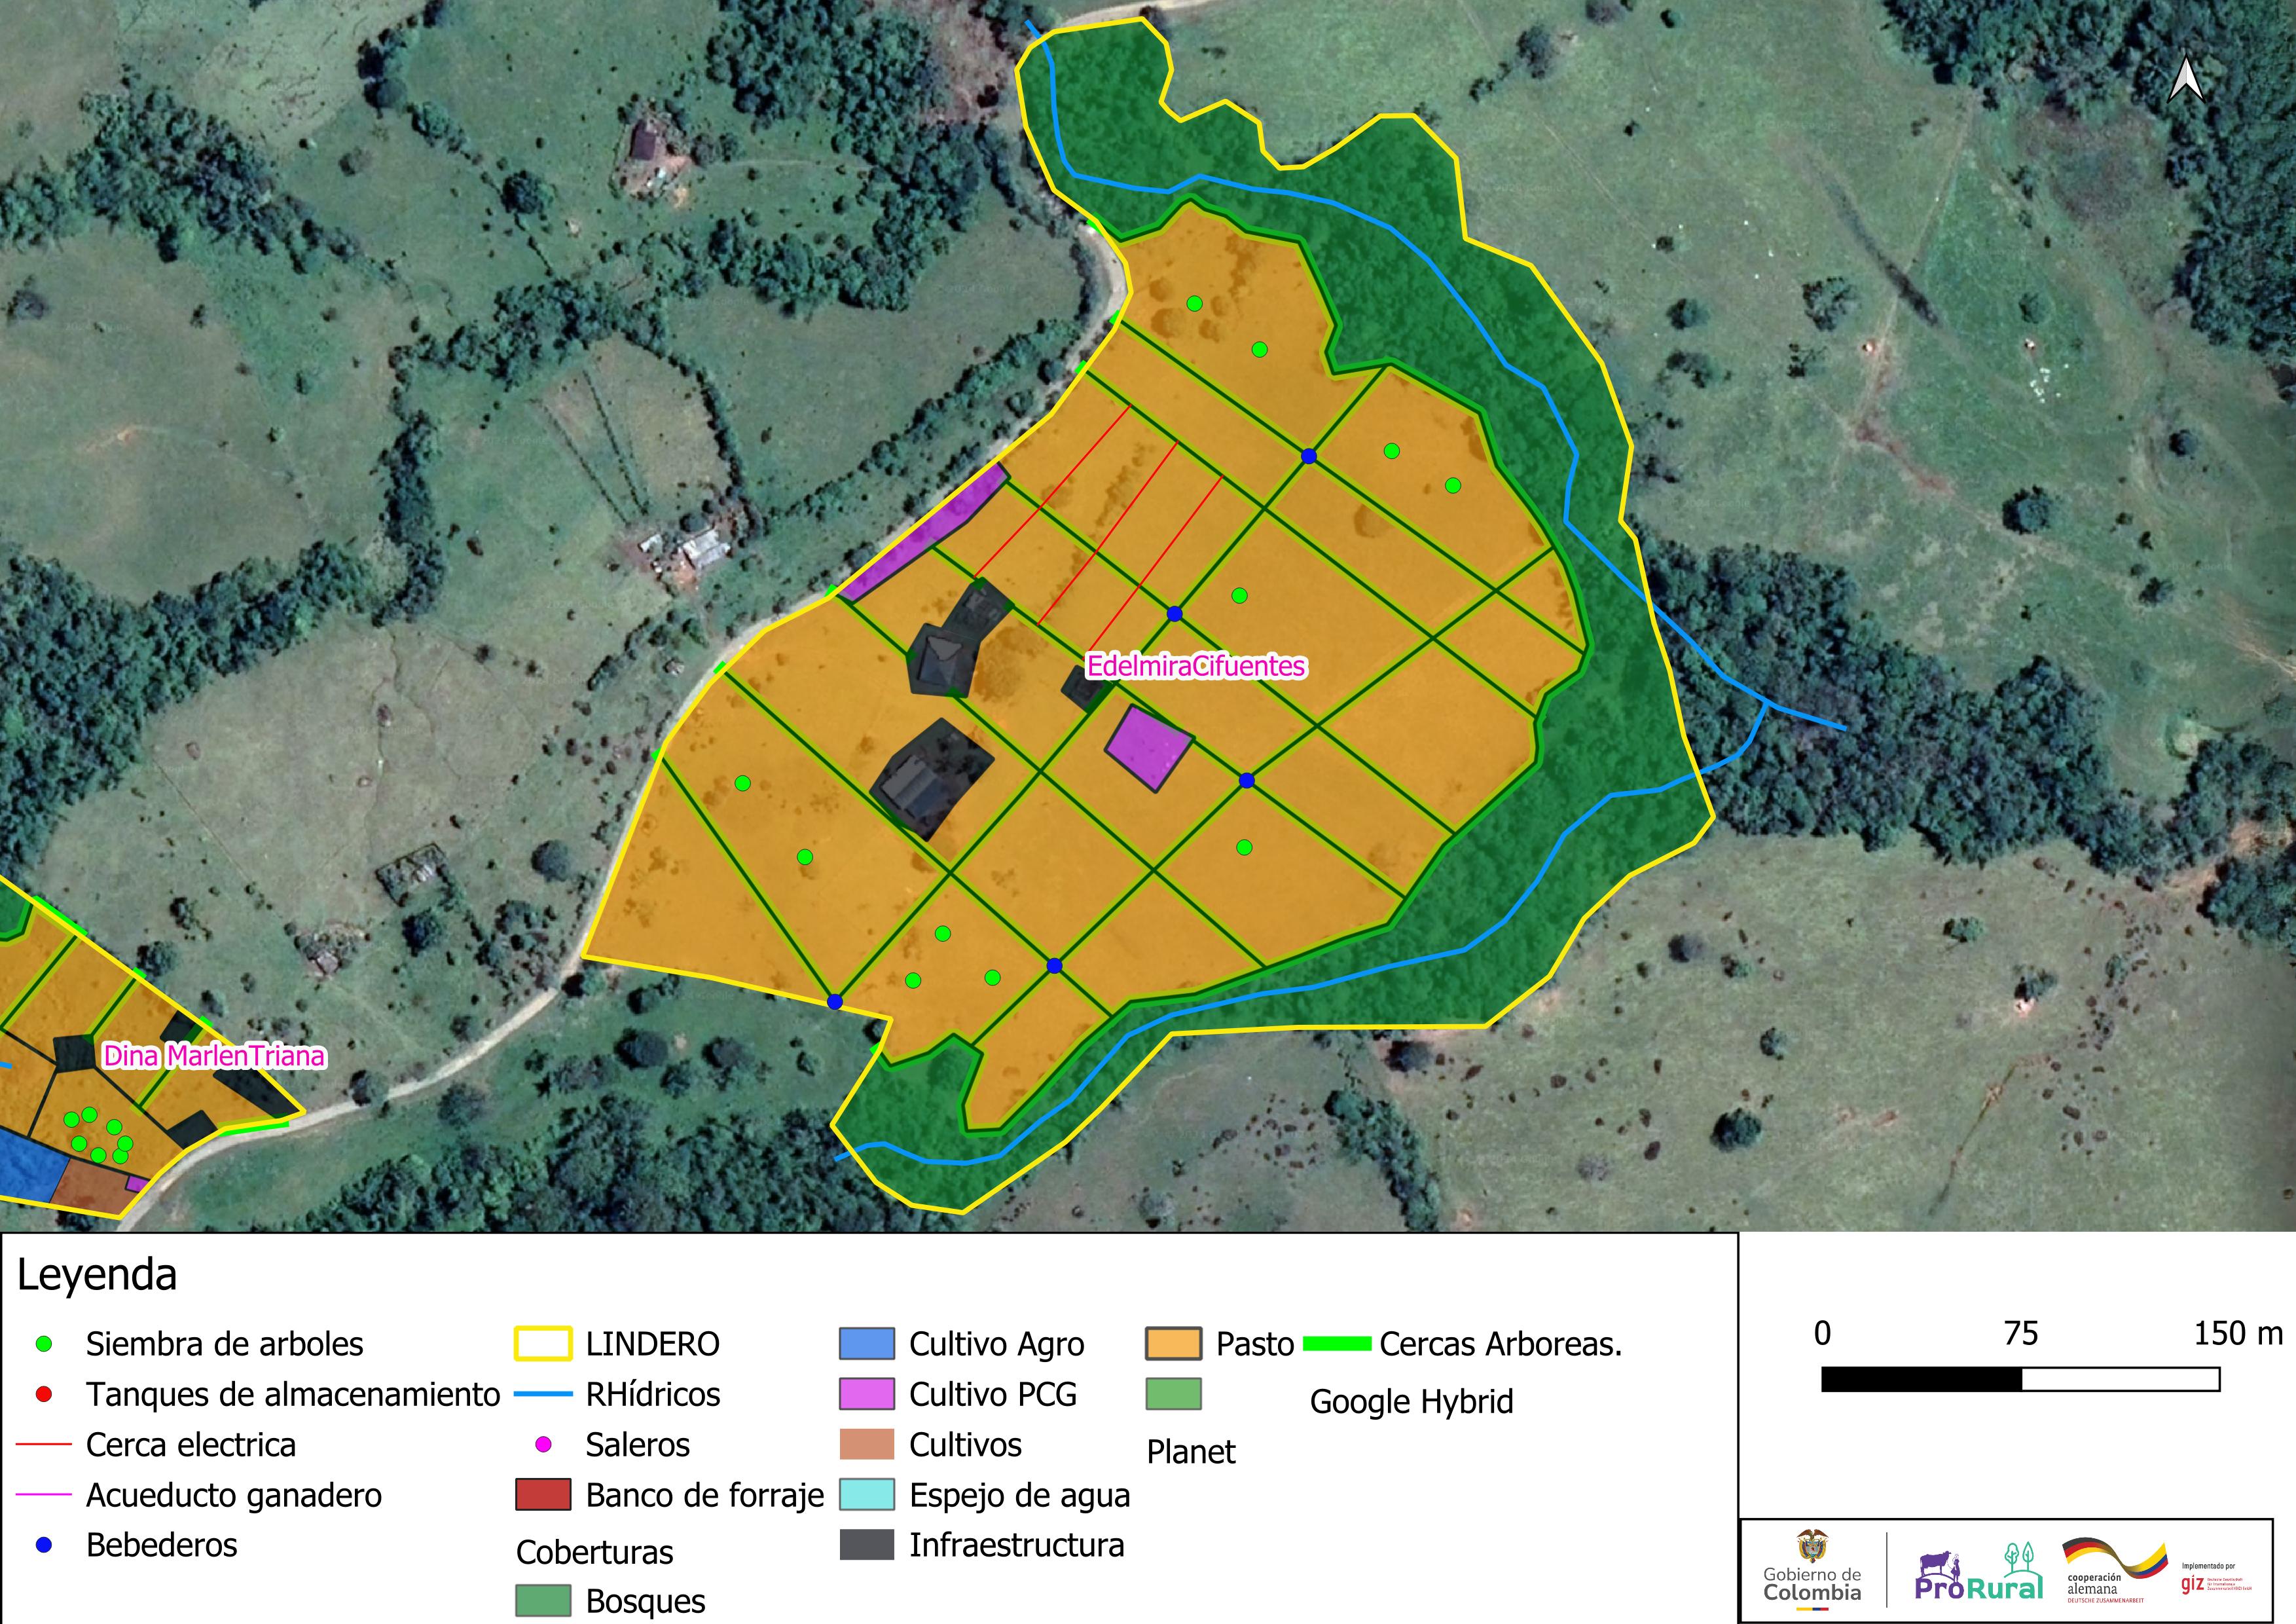 EdelmiraCifuentes
Dina MarlenTriana
Leyenda
Siembra de arboles
Tanques de almacenamiento
Cerca electrica
Acueducto ganadero
Bebederos
LINDERO
RHídricos
Saleros
Banco de forraje
Coberturas
Bosques
Cultivo Agro
Cultivo PCG
Cultivos
Espejo de agua
Infraestructura
Pasto
Planet
Cercas Arboreas.
Google Hybrid
0 75 150 m
Gobierno de
Colombia
ProRural
cooperación
alemana
DEUTSCHE ZUSAMMENARBEIT
Implementado por
giz